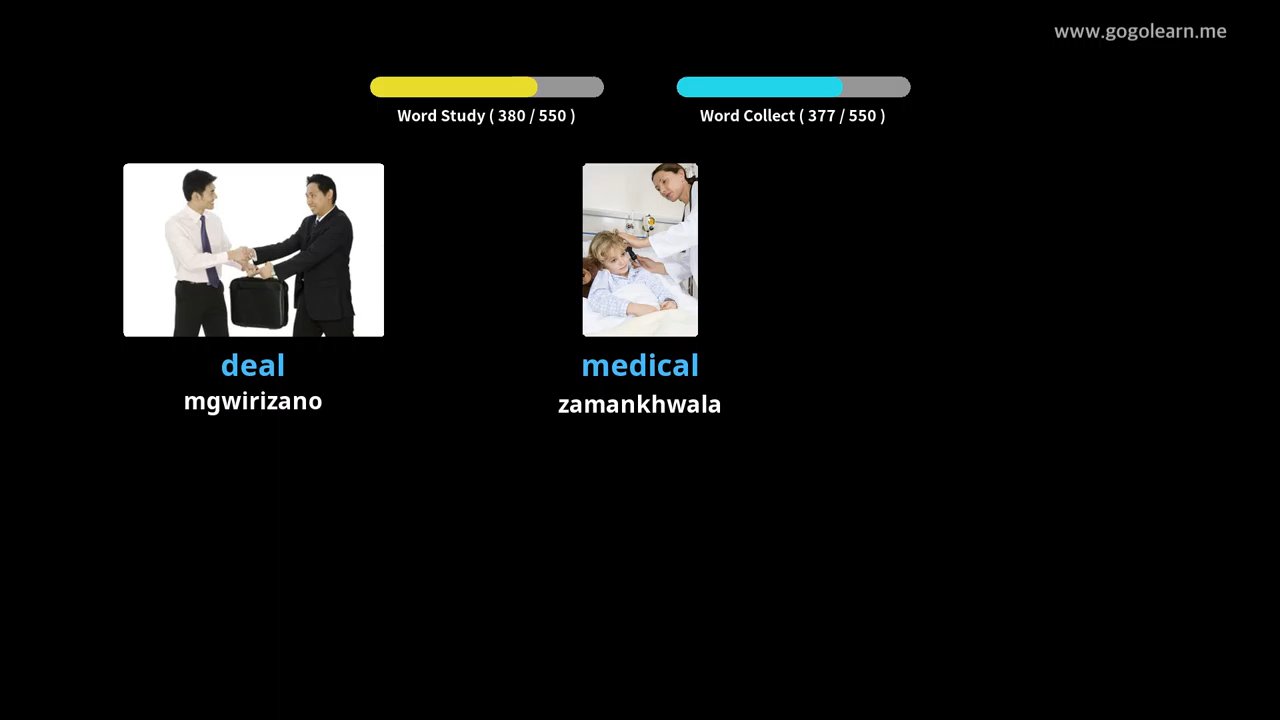 www.gogolearn.me
Word Study ( 380 / 550 )
Word Collect ( 377 / 550 )
deal
mgwirizano
medical
zamankhwala